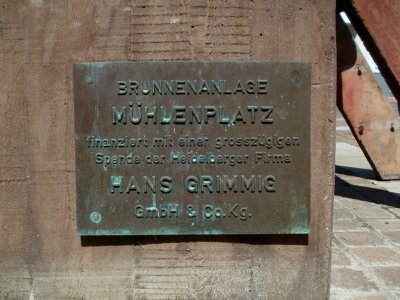 BRUNNENANLAGE
MÜHLENPLATZ
finanziert mit einer grosszügigen
Spende der Heidelberger Firma
HANS GRIMMIG
GmbH & Co.Kg.